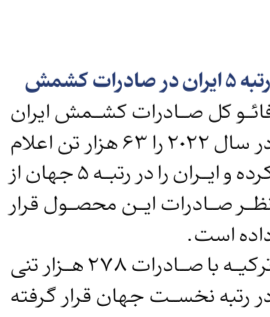 رتبه ۵ ایران در صادرات کشمش
فائو کل صادرات کشمش ایران
در سال ۲۰۲۲ را ۶۳ هزار تن اعلام
کرده و ایران را در رتبه ۵ جهان از
نظر صادرات این محصول قرار
داده است.
ترکیه با صادرات ۲۷۸ هزار تنی
در رتبه نخست جهان قرار گرفته